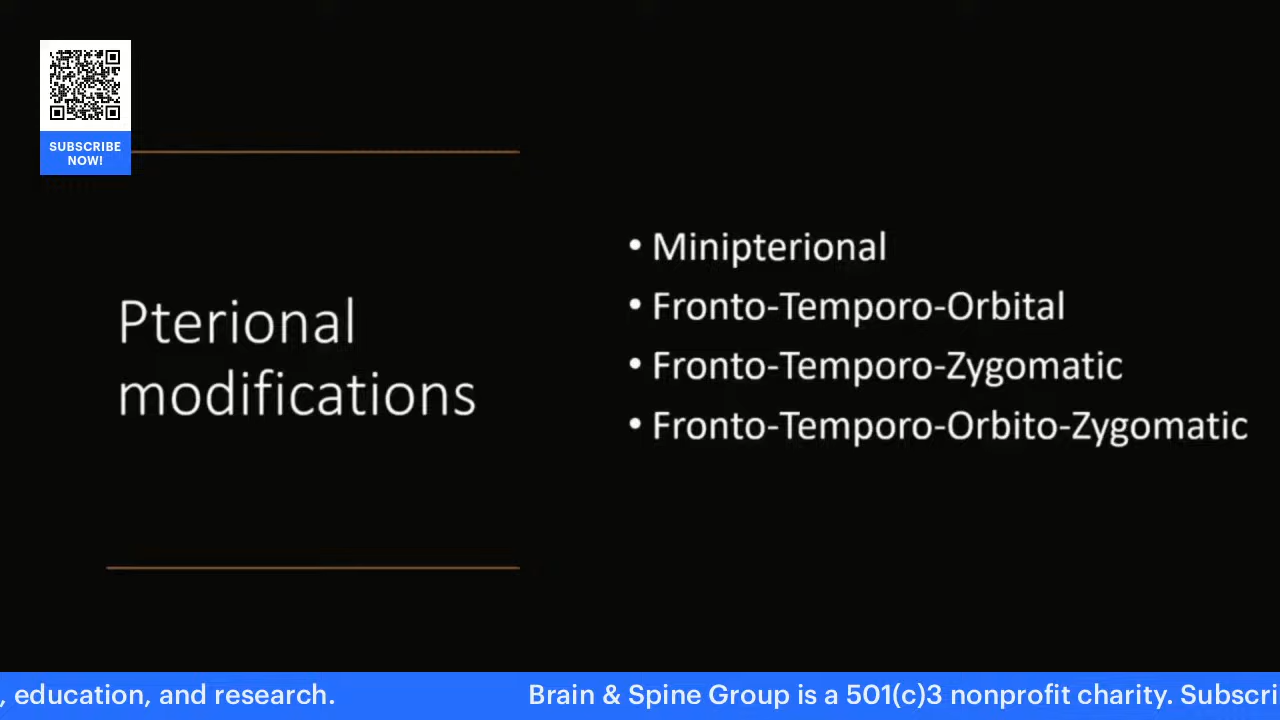 SUBSCRIBE
NOW!
Pterional
modifications
• Minipterional
• Fronto-Temporo-Orbital
• Fronto-Temporo-Zygomatic
• Fronto-Temporo-Orbito-Zygomatic
, education, and research.
Brain & Spine Group is a 501(c)3 nonprofit charity. Subscri